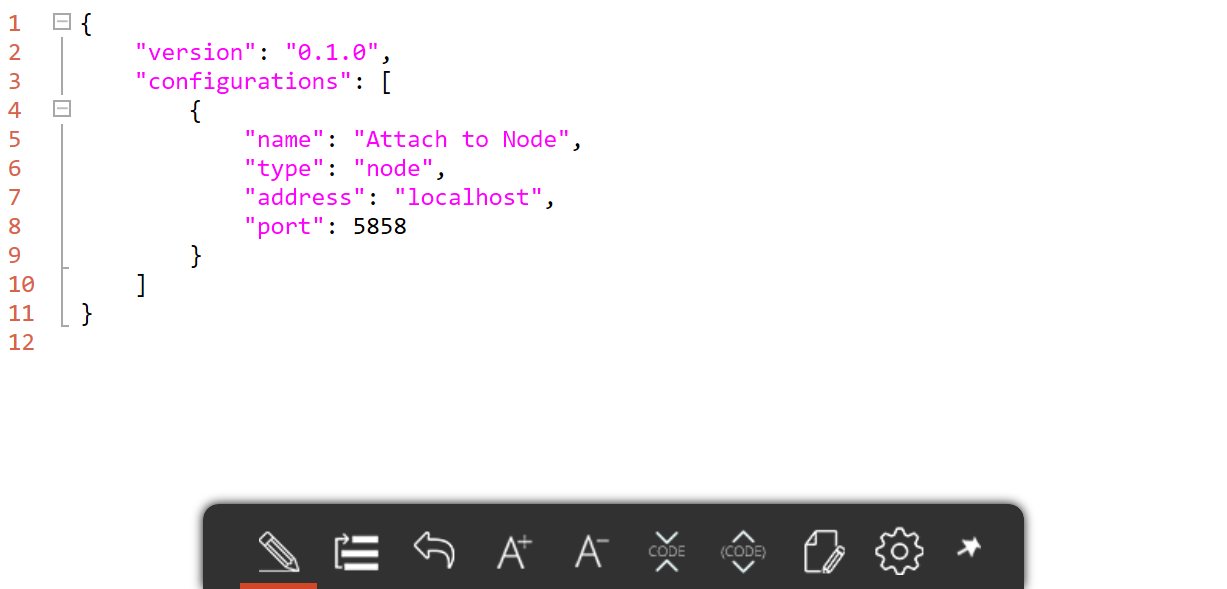 1 {
2 "version": "0.1.0",
3 "configurations": [
4 {
5 "name": "Attach to Node",
6 "type": "node",
7 "address": "localhost",
8 "port": 5858
9 }
10 ]
11 }
12
A+ A- CODE {CODE}